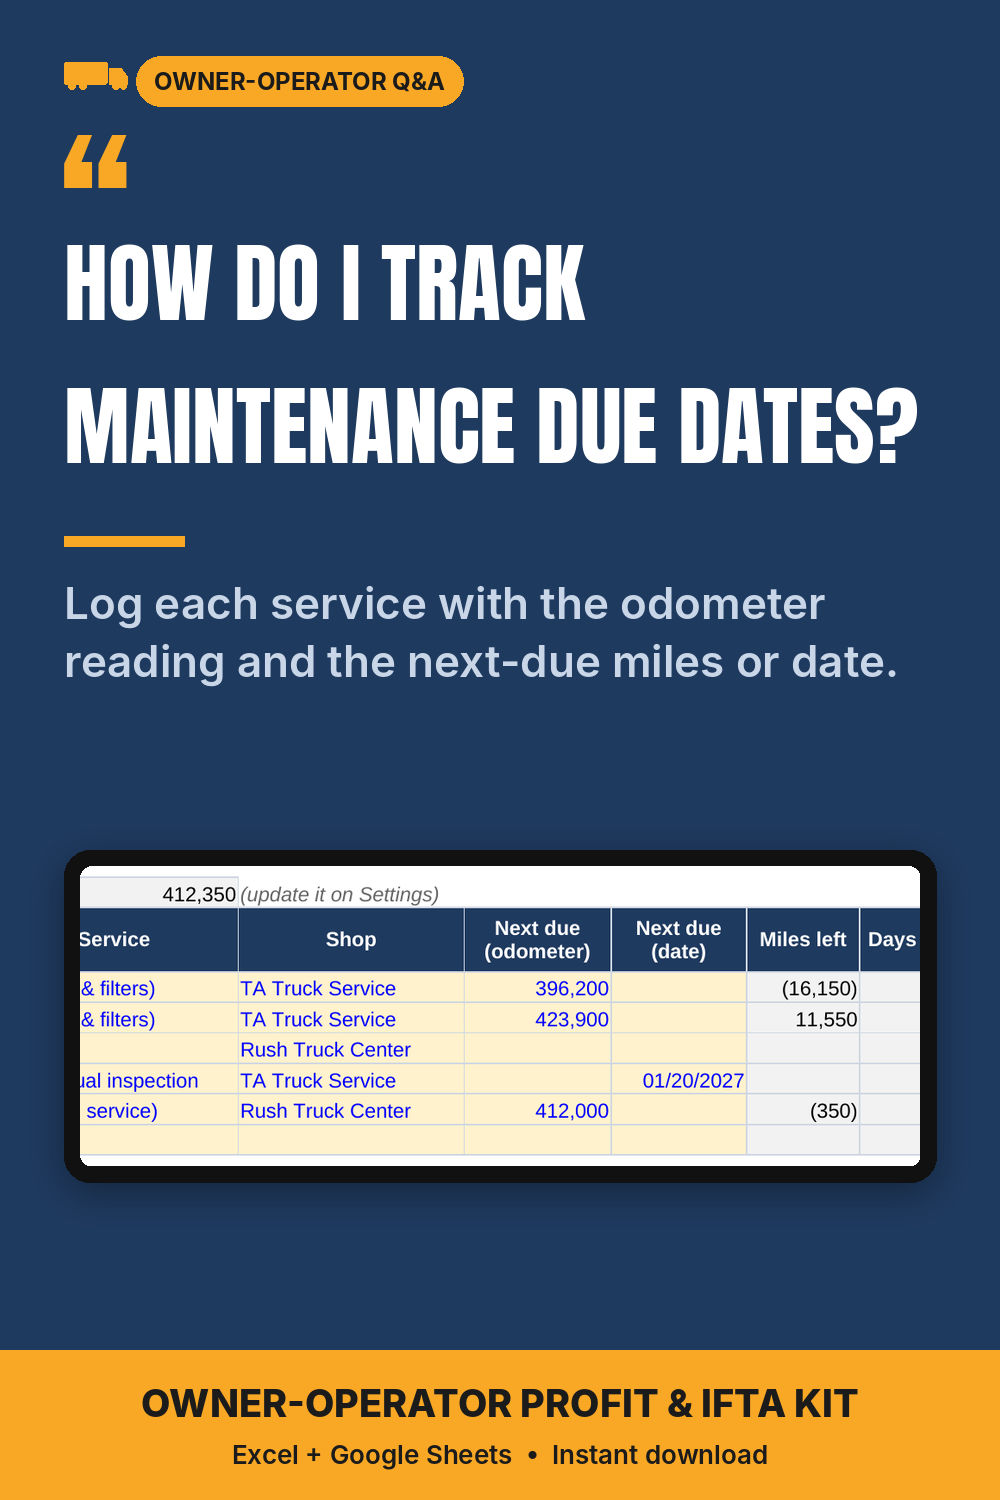 OWNER-OPERATOR Q&A
“
HOW DO I TRACK
MAINTENANCE DUE DATES?
Log each service with the odometer
reading and the next-due miles or date.
412,350 (update it on Settings)
Service Shop Next due (odometer) Next due (date) Miles left Days
& filters) TA Truck Service 396,200 (16,150)
& filters) TA Truck Service 423,900 11,550
Rush Truck Center
ual inspection TA Truck Service 01/20/2027
service) Rush Truck Center 412,000 (350)
OWNER-OPERATOR PROFIT & IFTA KIT
Excel + Google Sheets • Instant download